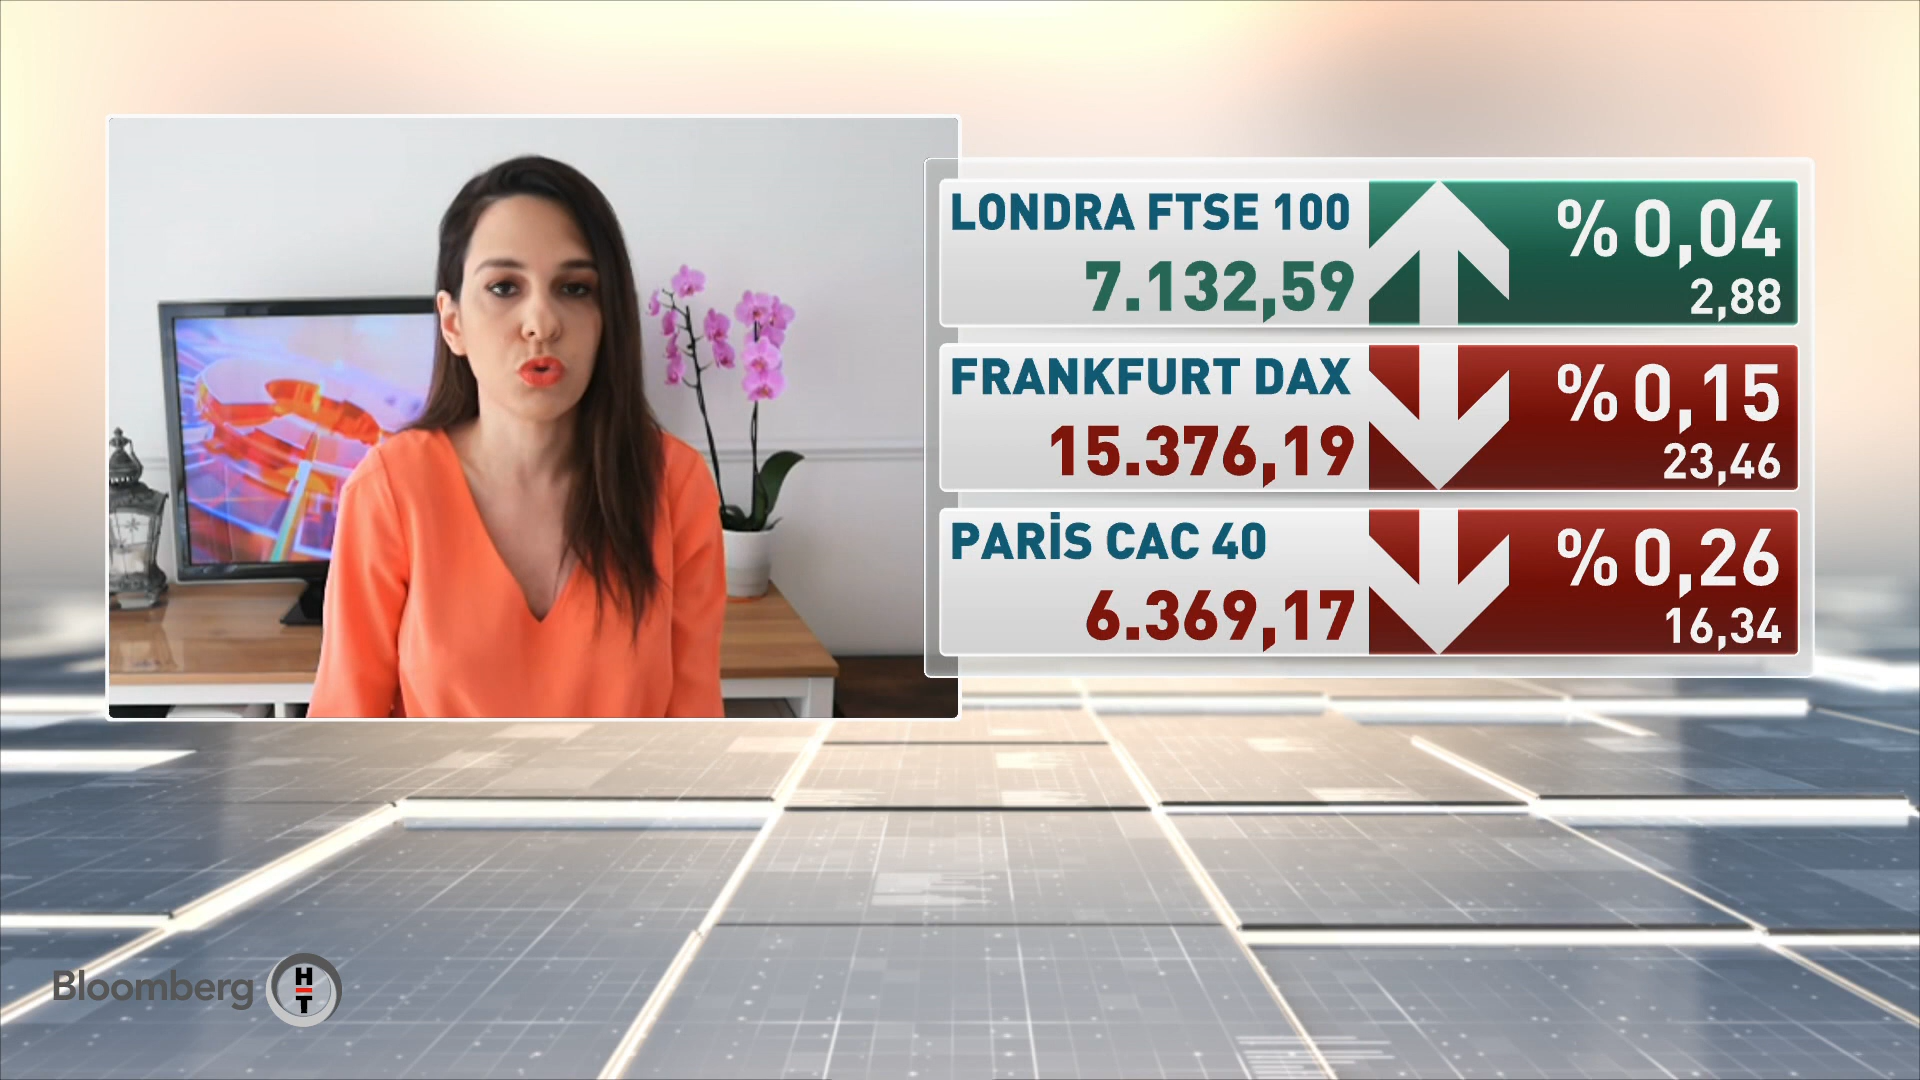 LONDRA FTSE 100
7.132,59
% 0,04
2,88
FRANKFURT DAX
15.376,19
% 0,15
23,46
PARİS CAC 40
6.369,17
% 0,26
16,34
Bloomberg HT